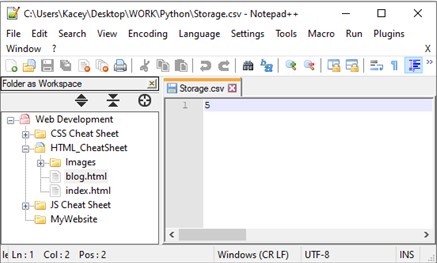 C:\Users\Kacey\Desktop\WORK\Python\Storage.csv - Notepad++
File Edit Search View Encoding Language Settings Tools Macro Run Plugins
Window ? X
Folder as Workspace
Web Development
CSS Cheat Sheet
HTML_CheatSheet
Images
blog.html
index.html
JS Cheat Sheet
MyWebsite
Storage.csv
1 5
le Ln : 1 Col : 2 Pos : 2 Windows (CR LF) UTF-8 INS